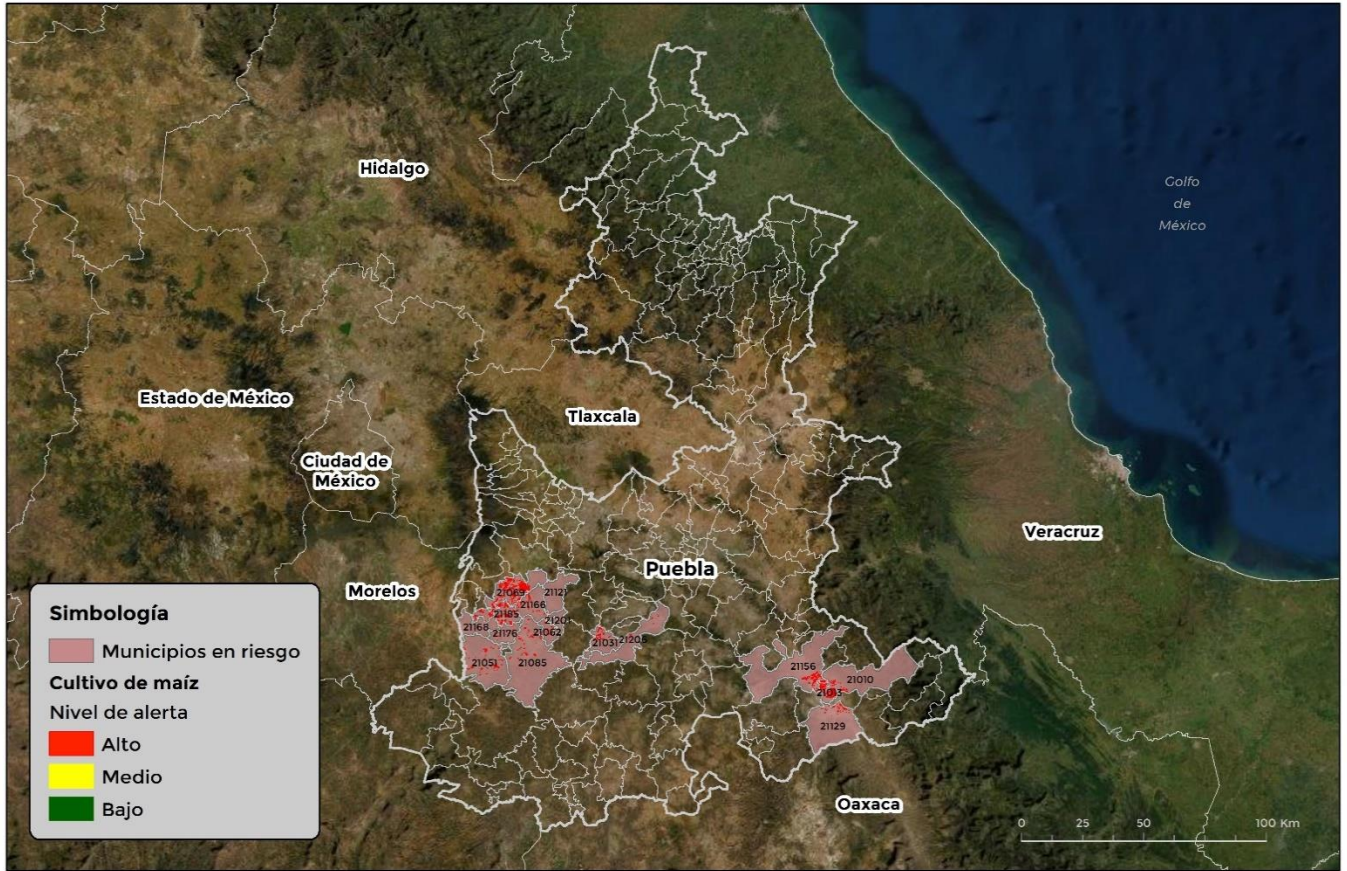 Hidalgo
Golfo
de
México
Estado de México
Tlaxcala
Ciudad de
México
Veracruz
Puebla
Morelos
21069
21121
21166
21185
21201
21168
21176
21062
21031
21208
21051
21085
21156
21010
21013
21129
Oaxaca
Simbología
Municipios en riesgo
Cultivo de maíz
Nivel de alerta
Alto
Medio
Bajo
0 25 50 100 Km